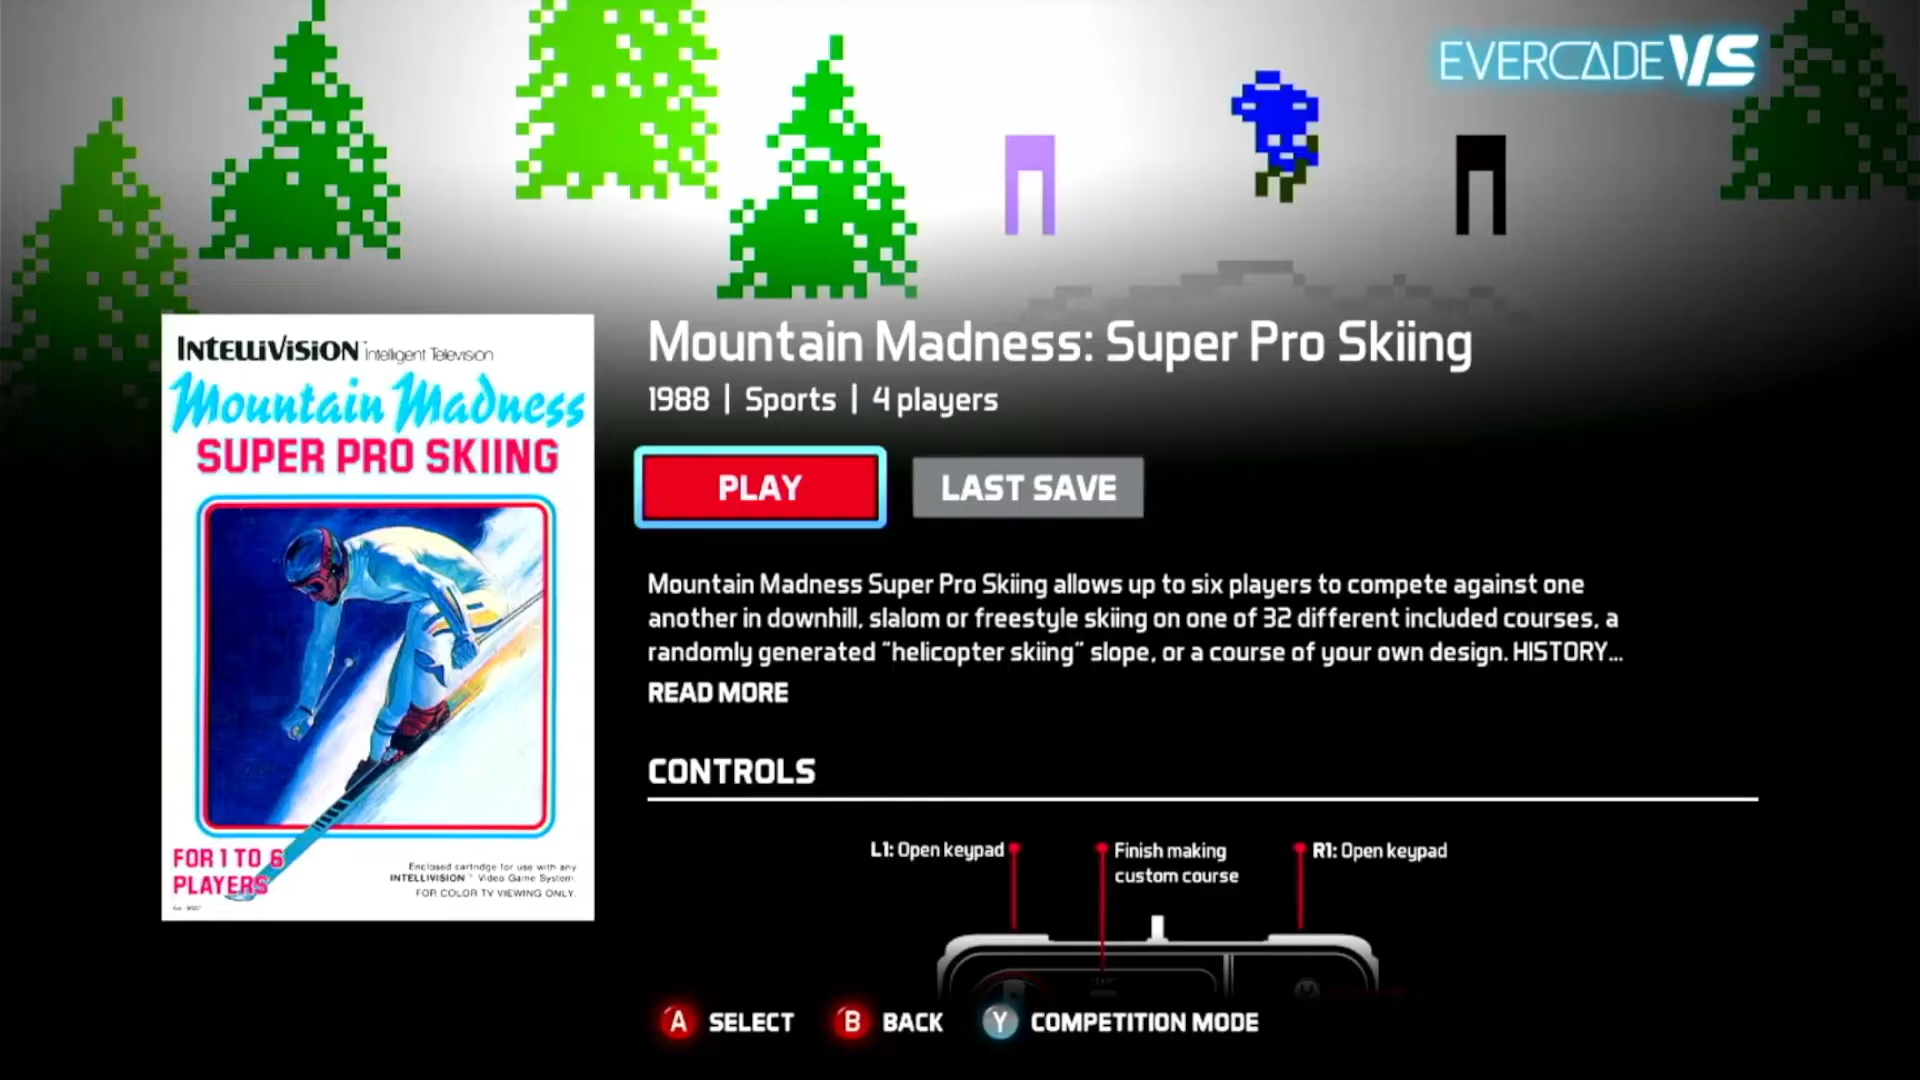 EVERCADE VS
INTELLIVISION Intelligent Television
Mountain Madness
SUPER PRO SKIING
FOR 1 TO 6
PLAYERS
Enclosed cartridge for use with any
INTELLIVISION™ Video Game System.
FOR COLOR TV VIEWING ONLY.
Mountain Madness: Super Pro Skiing
1988 | Sports | 4 players
PLAY
LAST SAVE
Mountain Madness Super Pro Skiing allows up to six players to compete against one
another in downhill, slalom or freestyle skiing on one of 32 different included courses, a
randomly generated "helicopter skiing" slope, or a course of your own design. HISTORY...
READ MORE
CONTROLS
L1: Open keypad
Finish making
custom course
R1: Open keypad
A SELECT
B BACK
Y COMPETITION MODE